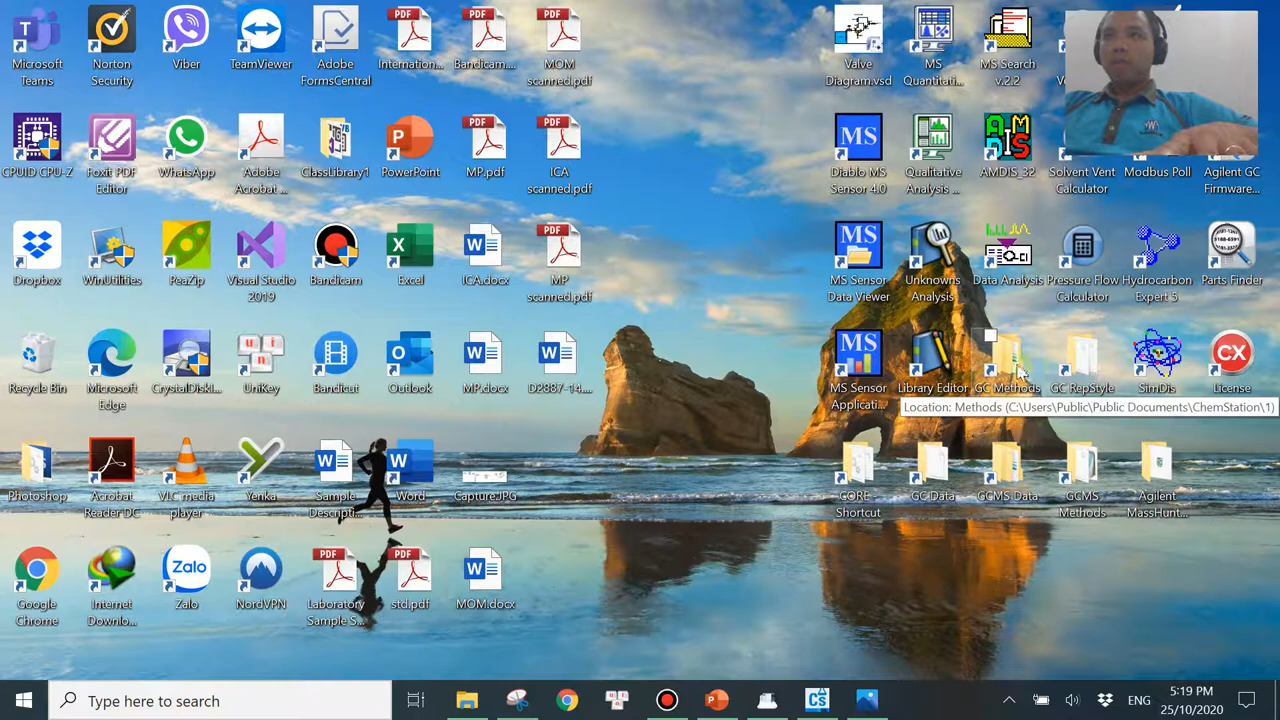 Microsoft
Teams
Norton
Security
Viber
TeamViewer
Adobe
FormsCentral
PDF
Internation...
PDF
Bandicam....
PDF
MOM
scanned.pdf
Valve
Diagram.vsd
MS
Quantitati...
MS Search
v.2.2
CPUID CPU-Z
Foxit PDF
Editor
WhatsApp
Adobe
Acrobat ...
ClassLibrary1
PowerPoint
PDF
MP.pdf
PDF
ICA
scanned.pdf
MS
Diablo MS
Sensor 4.0
Qualitative
Analysis ...
AMDIS_32
Solvent Vent
Calculator
Modbus Poll
Agilent GC
Firmware...
Dropbox
WinUtilities
PeaZip
Visual Studio
2019
Bandicam
Excel
ICA.docx
PDF
MP
scanned.pdf
MS
MS Sensor
Data Viewer
Unknowns
Analysis
Data Analysis
Pressure Flow
Calculator
Hydrocarbon
Expert 5
Parts Finder
Recycle Bin
Microsoft
Edge
CrystalDiskI...
u i
n
UniKey
Bandicut
Outlook
MP.docx
D2887-14....
MS
MS Sensor
Applicati...
Library Editor
GC Methods
GC RepStyle
SimDis
CX
License
Location: Methods (C:\Users\Public\Public Documents\ChemStation\1)
Photoshop
Acrobat
Reader DC
VLC media
player
Yenka
Sample
Descripti...
Word
Capture.JPG
CORE -
Shortcut
GC Data
GCMS Data
GCMS
Methods
Agilent
MassHunt...
Google
Chrome
Internet
Downlo...
Zalo
Zalo
NordVPN
PDF
Laboratory
Sample S...
PDF
std.pdf
MOM.docx
Type here to search
CS
ENG
5:19 PM
25/10/2020